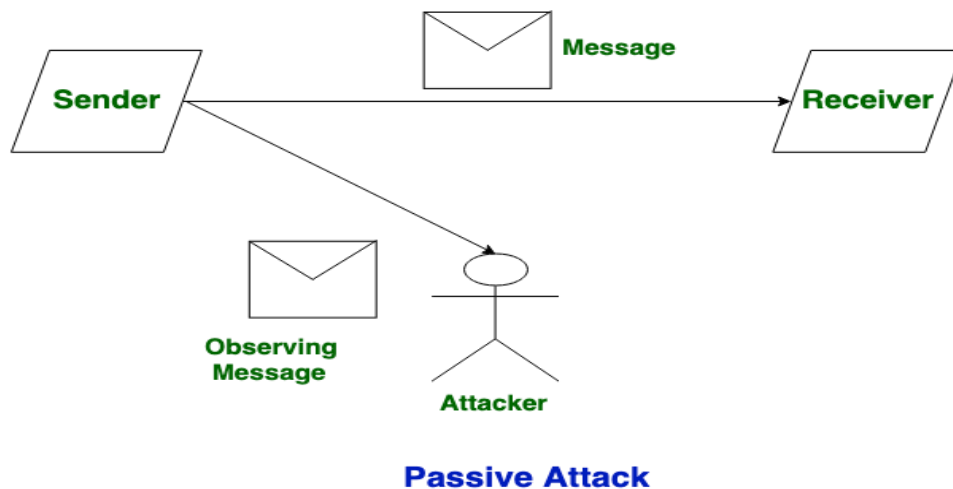 Message
Sender
Receiver
Observing
Message
Attacker
Passive Attack